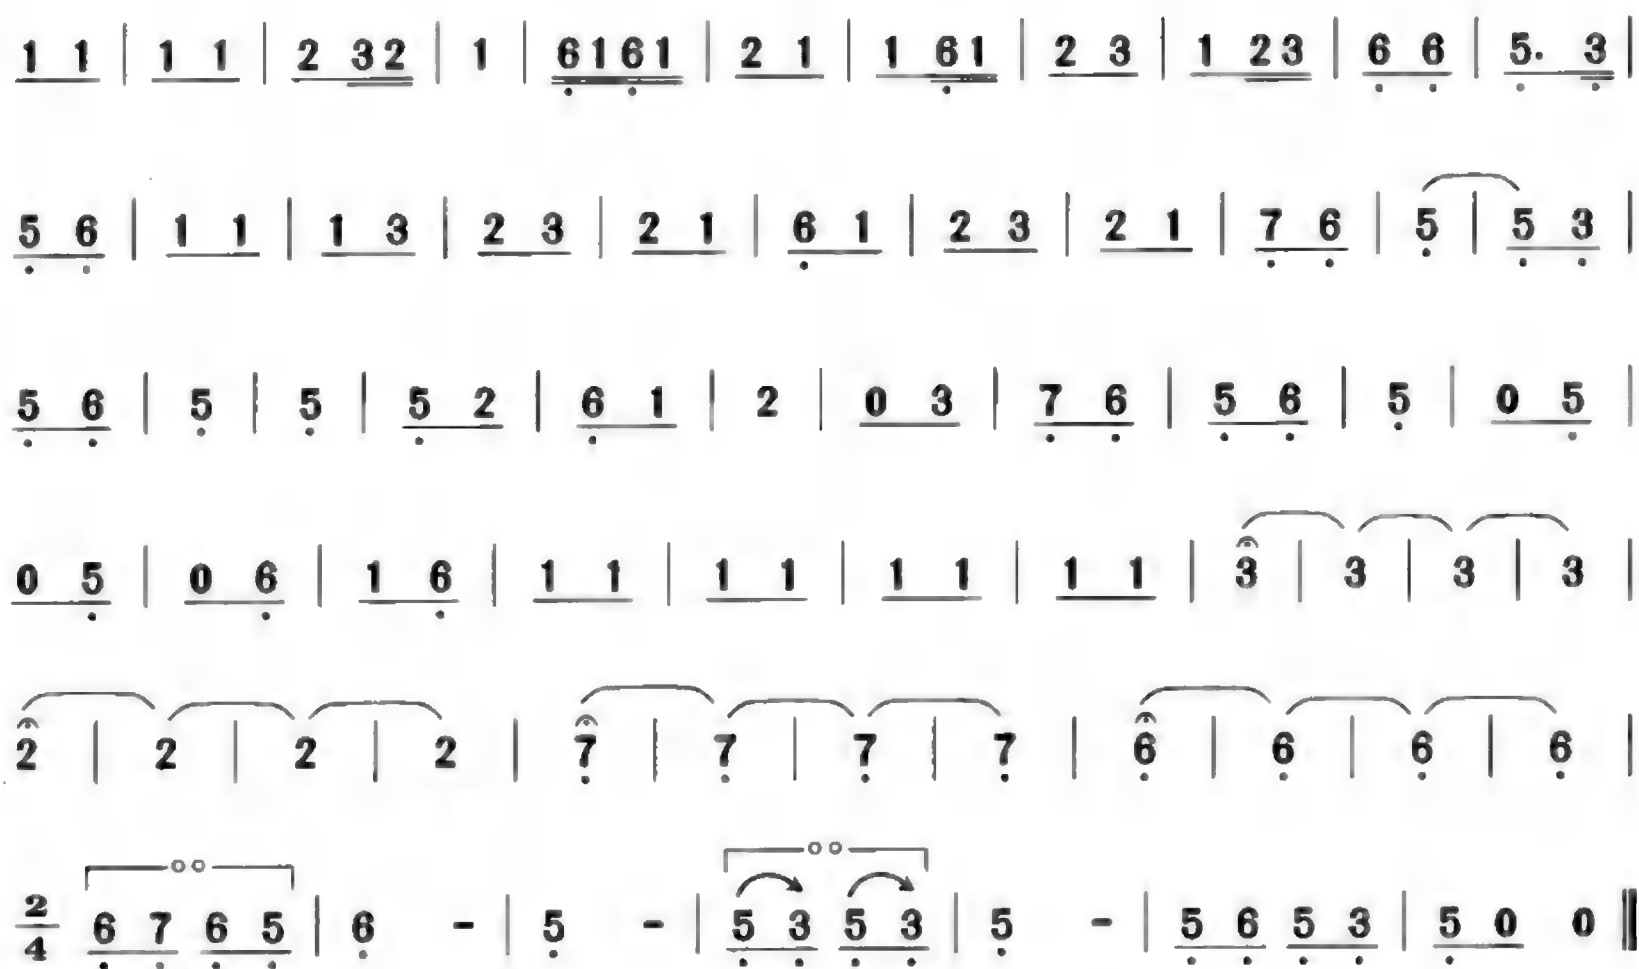 1 1 | 1 1 | 2 32 | 1 | 6161 | 2 1 | 1 61 | 2 3 | 1 23 | 6 6 | 5. 3 |
5 6 | 1 1 | 1 3 | 2 3 | 2 1 | 6 1 | 2 3 | 2 1 | 7 6 | 5 | 5 3 |
5 6 | 5 | 5 | 5 2 | 6 1 | 2 | 0 3 | 7 6 | 5 6 | 5 | 0 5 |
0 5 | 0 6 | 1 6 | 1 1 | 1 1 | 1 1 | 1 1 | 3 | 3 | 3 | 3 |
2 | 2 | 2 | 2 | 7 | 7 | 7 | 7 | 6 | 6 | 6 | 6 |
2/4 6 7 6 5 | 6 - | 5 - | 5 3 5 3 | 5 - | 5 6 5 3 | 5 0 0 ‖